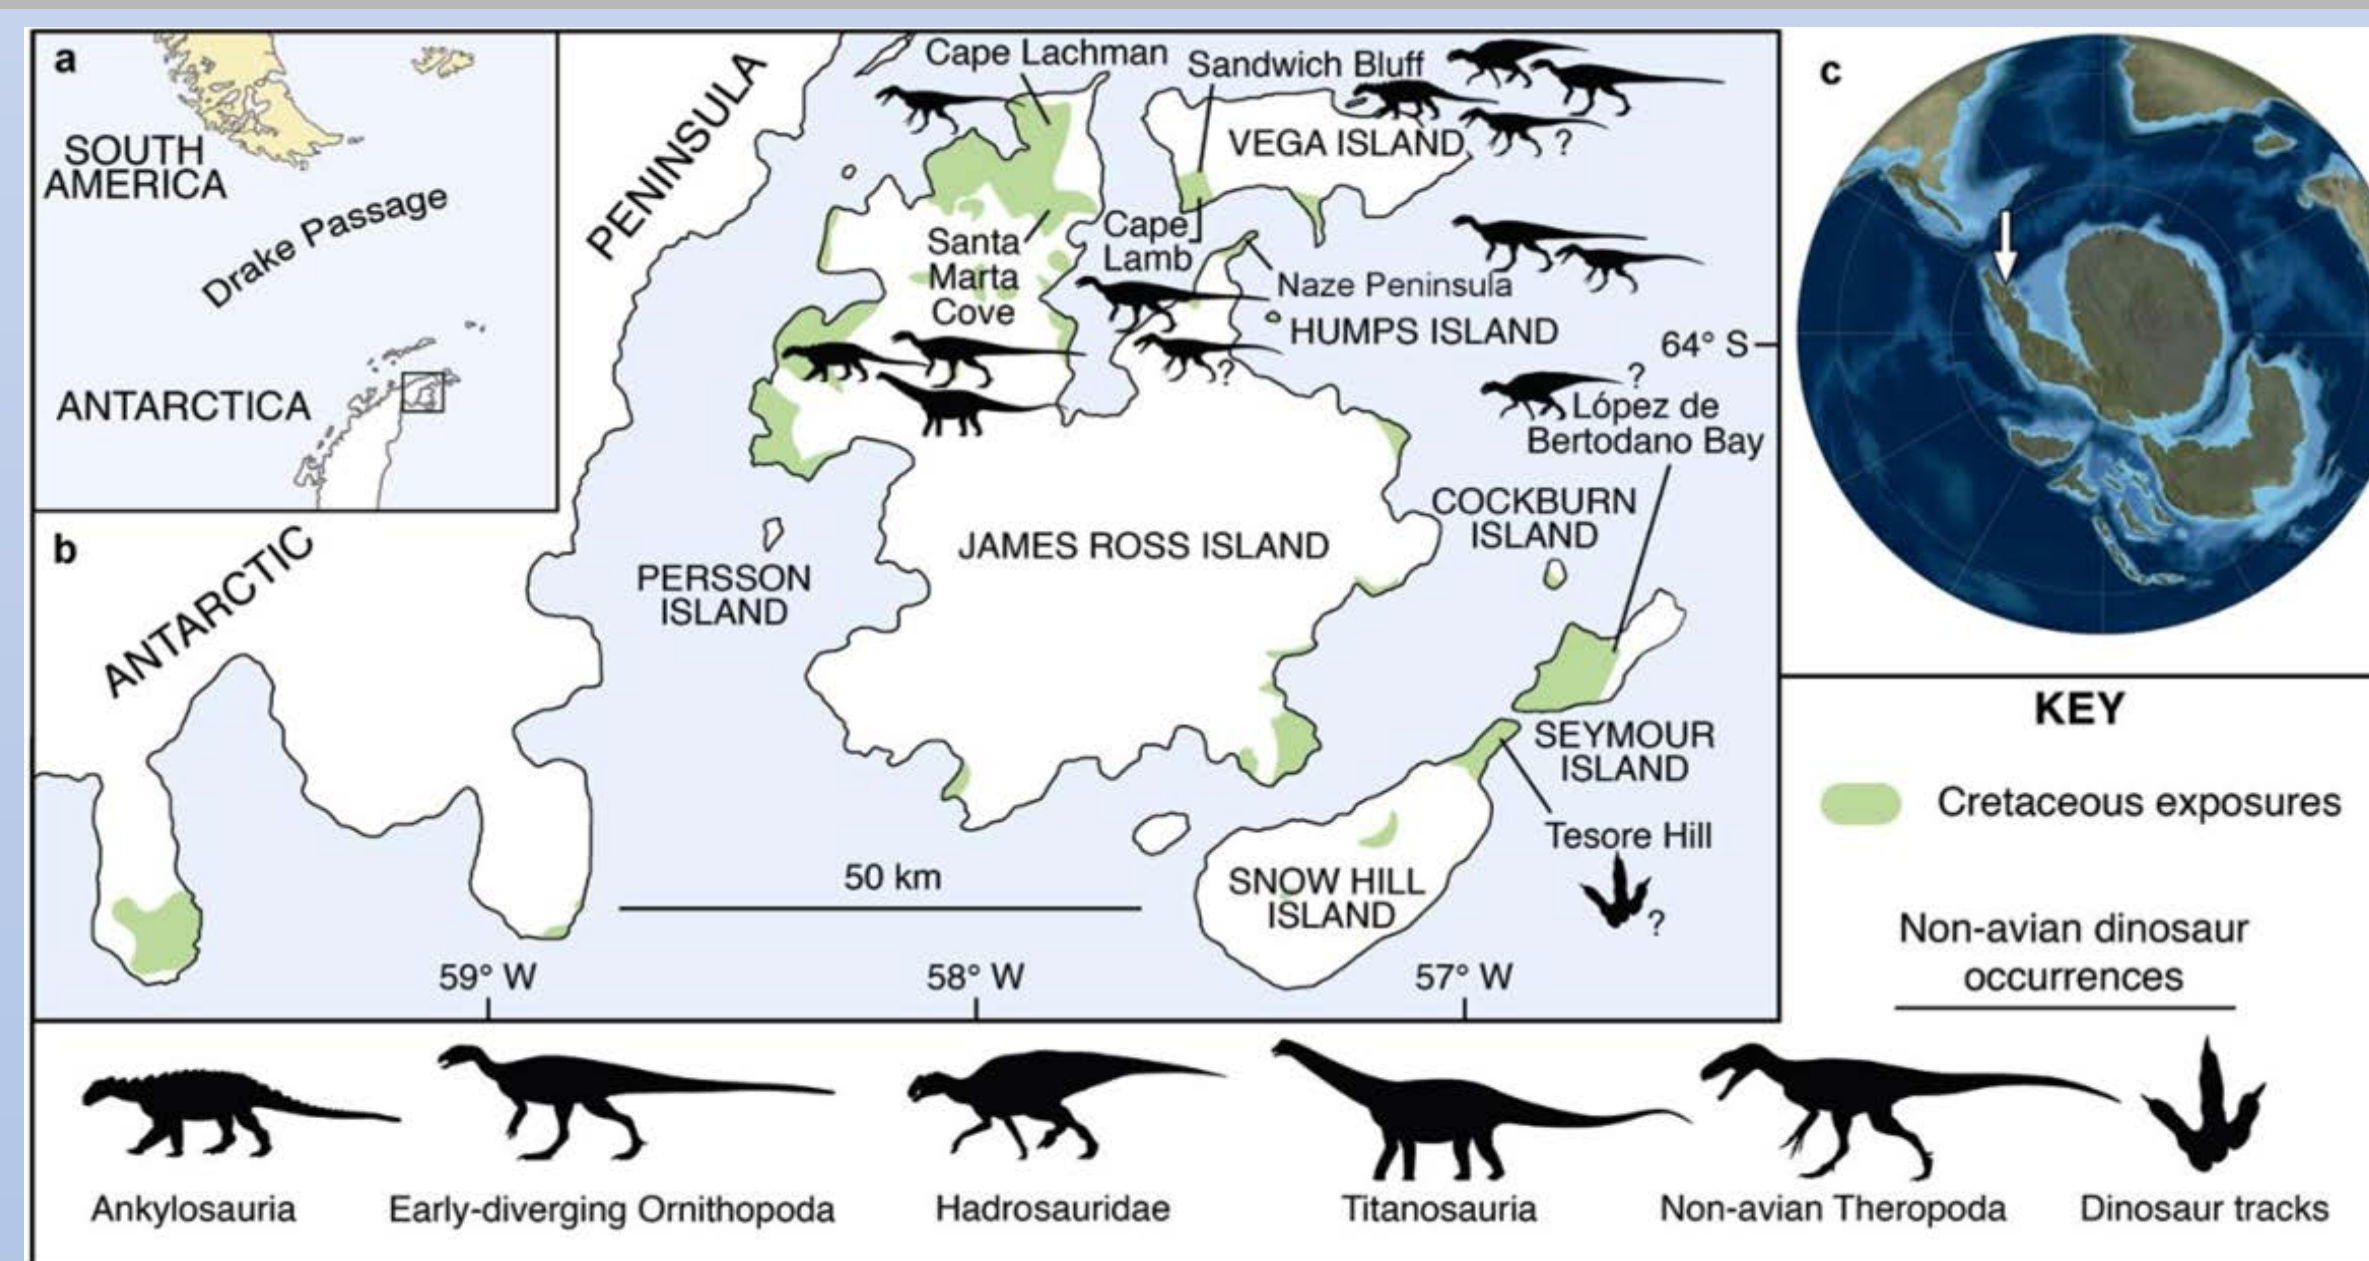 a
SOUTH
AMERICA
Drake Passage
ANTARCTICA
b
ANTARCTIC
PENINSULA
Cape Lachman
Sandwich Bluff
VEGA ISLAND
?
Santa
Marta
Cove
Cape
Lamb
Naze Peninsula
HUMPS ISLAND
64° S
?
?
López de
Bertodano Bay
COCKBURN
ISLAND
JAMES ROSS ISLAND
PERSSON
ISLAND
SEYMOUR
ISLAND
Tesore Hill
?
SNOW HILL
ISLAND
50 km
59° W
58° W
57° W
c
KEY
Cretaceous exposures
Non-avian dinosaur
occurrences
Ankylosauria
Early-diverging Ornithopoda
Hadrosauridae
Titanosauria
Non-avian Theropoda
Dinosaur tracks